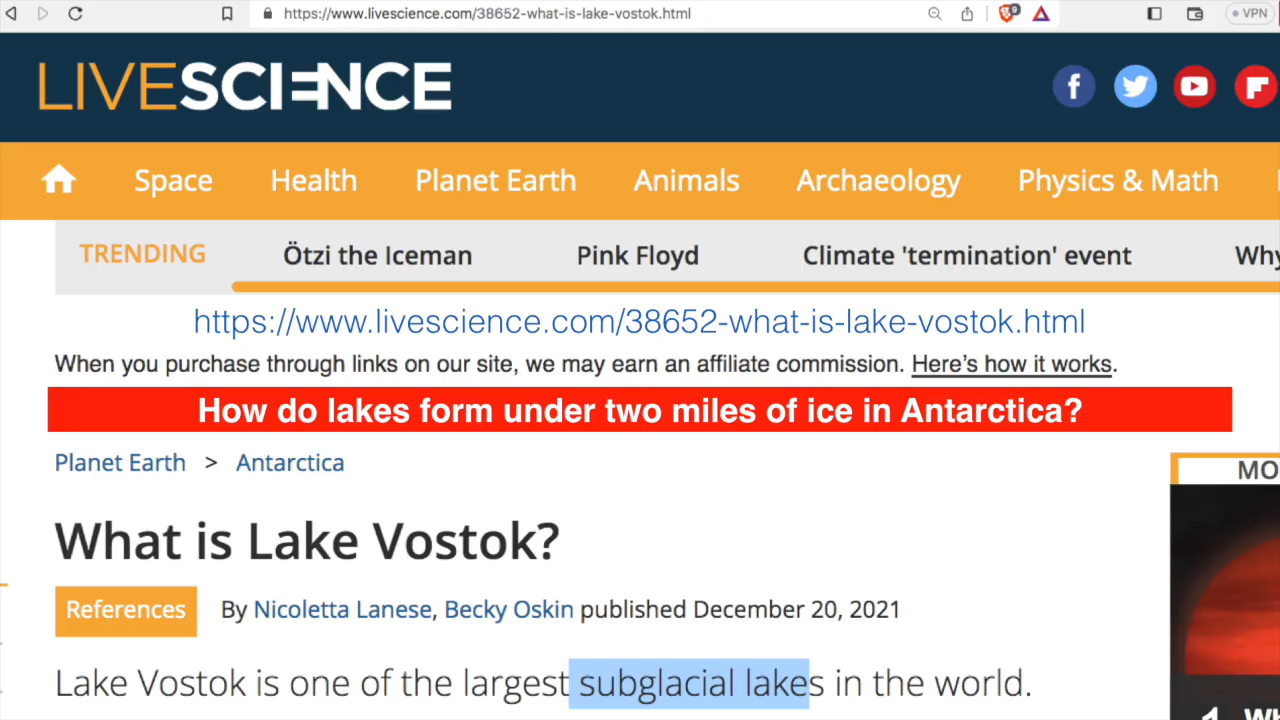 https://www.livescience.com/38652-what-is-lake-vostok.html
9
VPN
LIVESCIENCE
Space Health Planet Earth Animals Archaeology Physics & Math
TRENDING Ötzi the Iceman Pink Floyd Climate 'termination' event Why
https://www.livescience.com/38652-what-is-lake-vostok.html
When you purchase through links on our site, we may earn an affiliate commission. Here's how it works.
How do lakes form under two miles of ice in Antarctica?
Planet Earth > Antarctica
MO
What is Lake Vostok?
References By Nicoletta Lanese, Becky Oskin published December 20, 2021
Lake Vostok is one of the largest subglacial lakes in the world.